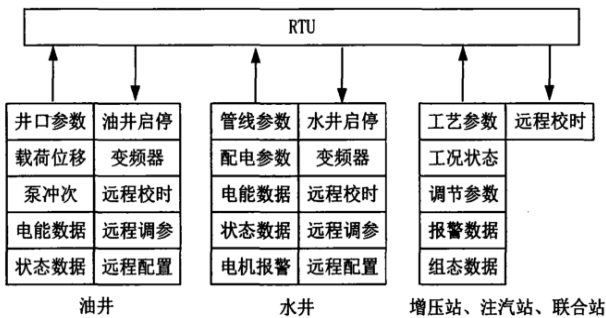 RTU
井口参数 油井启停
载荷位移 变频器
泵冲次 远程校时
电能数据 远程调参
状态数据 远程配置
油井
管线参数 水井启停
配电参数 变频器
电能数据 远程校时
状态数据 远程调参
电机报警 远程配置
水井
工艺参数 远程校时
工况状态
调节参数
报警数据
组态数据
增压站、注汽站、联合站